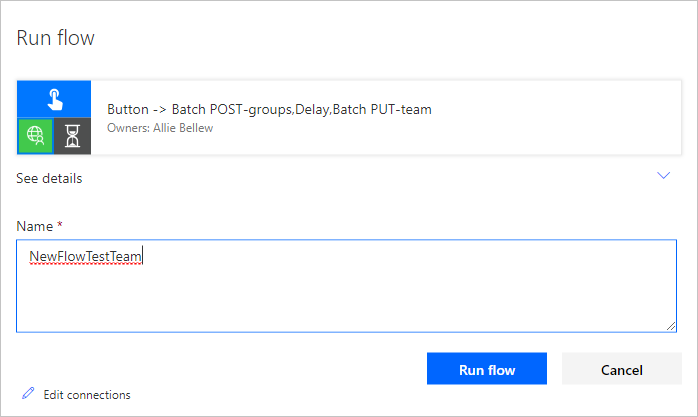 Run flow
Button -> Batch POST-groups,Delay,Batch PUT-team
Owners: Allie Bellew
See details
Name *
NewFlowTestTeam
Run flow
Cancel
Edit connections